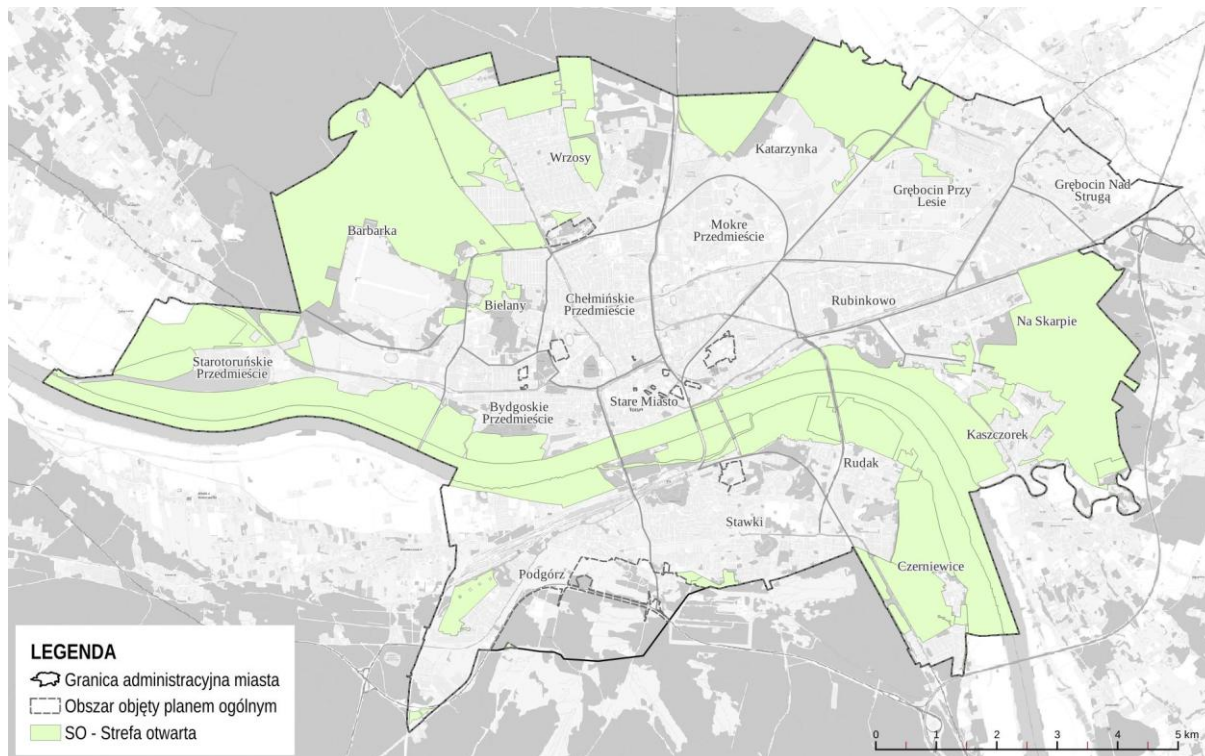 Wrzosy
Katarzynka
Grębocin Przy
Lesie
Grębocin Nad
Strugą
Barbarka
Mokre
Przedmieście
Bielany
Chełmińskie
Przedmieście
Rubinkowo
Na Skarpie
Starotoruńskie
Przedmieście
Bydgoskie
Przedmieście
Stare Miasto
Kaszczorek
Rudak
Stawki
Podgórz
Czerniewice
LEGENDA
Granica administracyjna miasta
Obszar objęty planem ogólnym
SO - Strefa otwarta
0 1 2 3 4 5 km